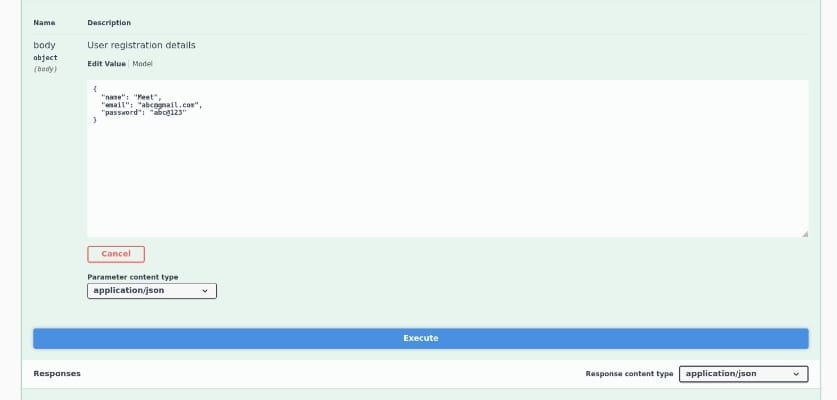 Name Description
body User registration details
object
(body)
Edit Value Model
{
"name": "Meet",
"email": "abc@gmail.com",
"password": "abc@123"
}
Cancel
Parameter content type
application/json
Execute
Responses Response content type application/json